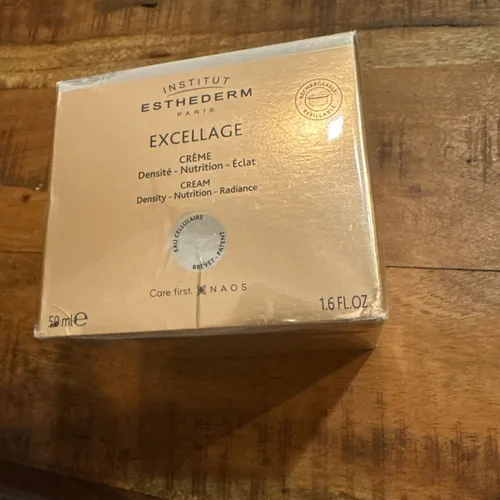 INSTITUT
ESTHEDERM
PARIS
RECHARGEABLE
REFILLABLE
EXCELLAGE
CRÈME
Densité - Nutrition - Éclat
CREAM
Density - Nutrition - Radiance
EAU CELLULAIRE
BREVET - PATENT
Care first. NAOS
50 ml e
1.6 FL.OZ.